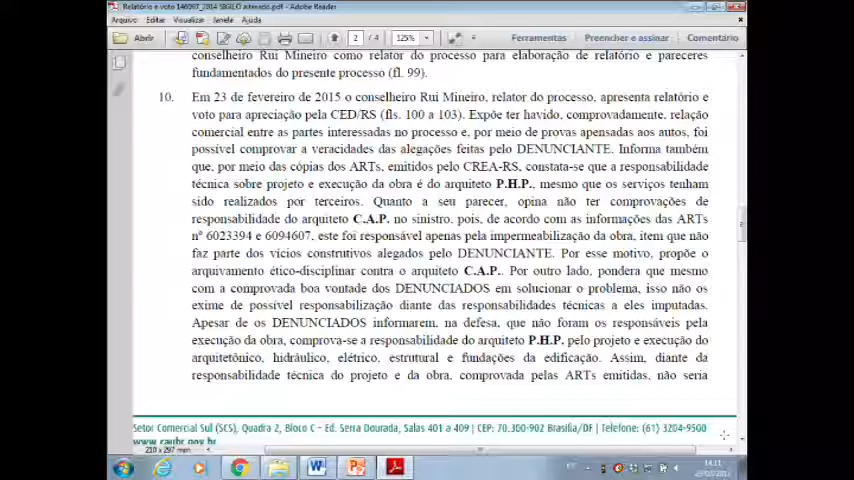 Relatório e voto 146097_2014 SIGILO alterado.pdf - Adobe Reader
Arquivo Editar Visualizar Janela Ajuda
Abrir 2 / 4 125% Ferramentas Preencher e assinar Comentário
conselheiro Rui Mineiro como relator do processo para elaboração de relatório e pareceres
fundamentados do presente processo (fl. 99).
10. Em 23 de fevereiro de 2015 o conselheiro Rui Mineiro, relator do processo, apresenta relatório e
voto para apreciação pela CED/RS (fls. 100 a 103). Expõe ter havido, comprovadamente, relação
comercial entre as partes interessadas no processo e, por meio de provas apensadas aos autos, foi
possível comprovar a veracidades das alegações feitas pelo DENUNCIANTE. Informa também
que, por meio das cópias dos ARTs, emitidos pelo CREA-RS, constata-se que a responsabilidade
técnica sobre projeto e execução da obra é do arquiteto P.H.P., mesmo que os serviços tenham
sido realizados por terceiros. Quanto a seu parecer, opina não ter comprovações de
responsabilidade do arquiteto C.A.P. no sinistro, pois, de acordo com as informações das ARTs
nº 6023394 e 6094607, este foi responsável apenas pela impermeabilização da obra, item que não
faz parte dos vícios construtivos alegados pelo DENUNCIANTE. Por esse motivo, propõe o
arquivamento ético-disciplinar contra o arquiteto C.A.P.. Por outro lado, pondera que mesmo
com a comprovada boa vontade dos DENUNCIADOS em solucionar o problema, isso não os
exime de possível responsabilização diante das responsabilidades técnicas a eles imputadas.
Apesar de os DENUNCIADOS informarem, na defesa, que não foram os responsáveis pela
execução da obra, comprova-se a responsabilidade do arquiteto P.H.P. pelo projeto e execução do
arquitetônico, hidráulico, elétrico, estrutural e fundações da edificação. Assim, diante da
responsabilidade técnica do projeto e da obra, comprovada pelas ARTs emitidas, não seria
Setor Comercial Sul (SCS), Quadra 2, Bloco C – Ed. Serra Dourada, Salas 401 a 409 | CEP: 70.300-902 Brasília/DF | Telefone: (61) 3204-9500
www.caubr.gov.br
210 x 297 mm
PT 14:11